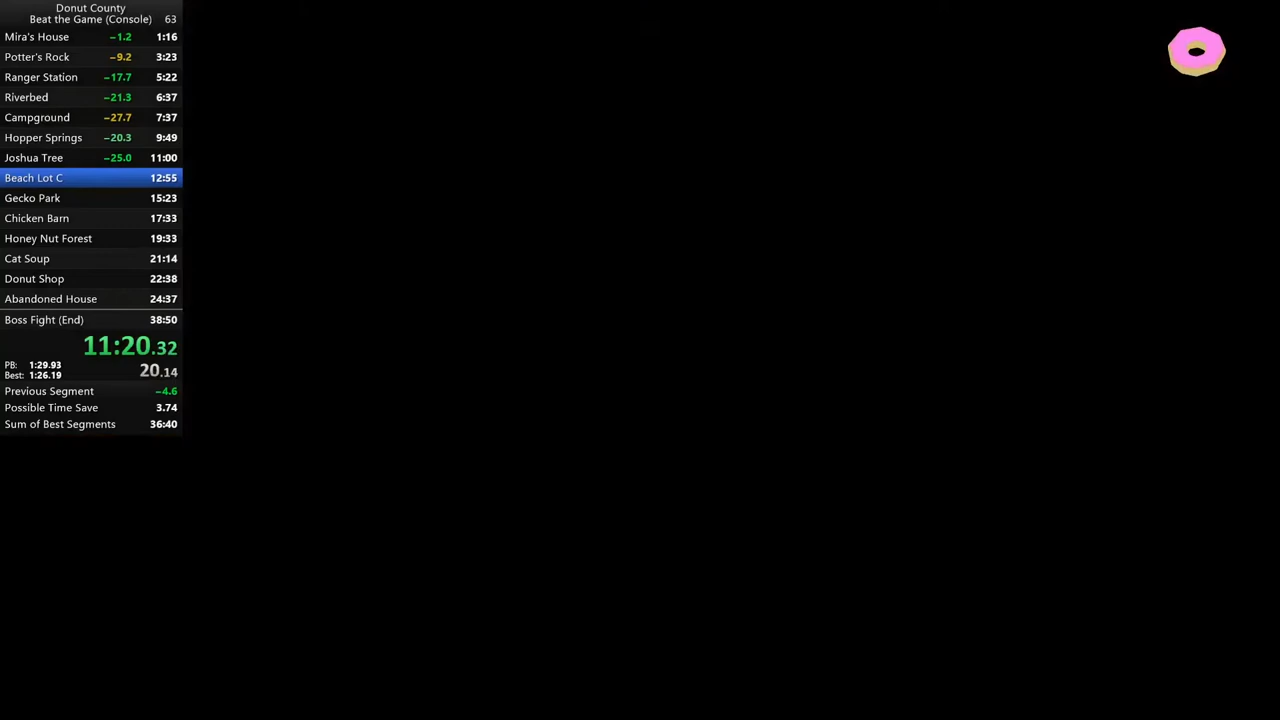 Donut County
Beat the Game (Console) 63
Mira's House −1.2 1:16
Potter's Rock −9.2 3:23
Ranger Station −17.7 5:22
Riverbed −21.3 6:37
Campground −27.7 7:37
Hopper Springs −20.3 9:49
Joshua Tree −25.0 11:00
Beach Lot C 12:55
Gecko Park 15:23
Chicken Barn 17:33
Honey Nut Forest 19:33
Cat Soup 21:14
Donut Shop 22:38
Abandoned House 24:37
Boss Fight (End) 38:50
11:20.32
PB: 1:29.93
Best: 1:26.19 20.14
Previous Segment −4.6
Possible Time Save 3.74
Sum of Best Segments 36:40